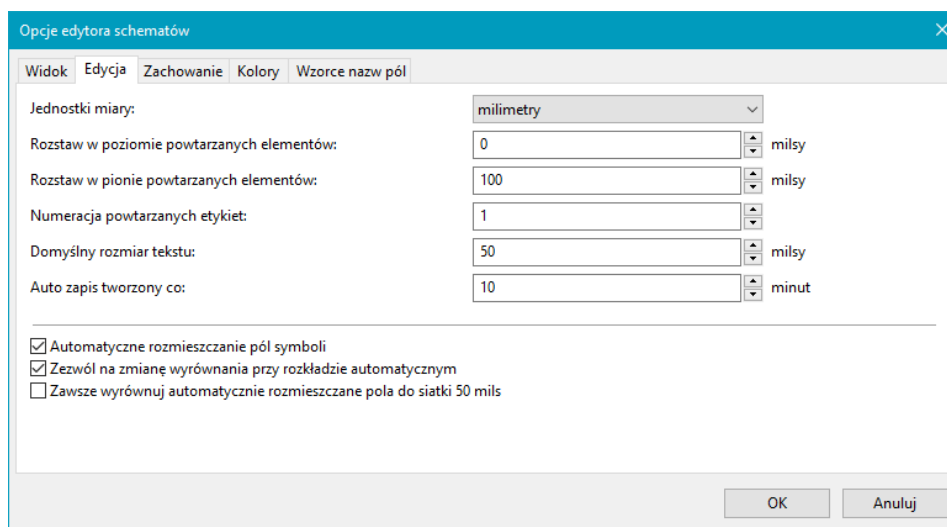 Opcje edytora schematów
Widok Edycja Zachowanie Kolory Wzorce nazw pól
Jednostki miary: milimetry
Rozstaw w poziomie powtarzanych elementów: 0 milsy
Rozstaw w pionie powtarzanych elementów: 100 milsy
Numeracja powtarzanych etykiet: 1
Domyślny rozmiar tekstu: 50 milsy
Auto zapis tworzony co: 10 minut
Automatyczne rozmieszczanie pól symboli
Zezwól na zmianę wyrównania przy rozkładzie automatycznym
Zawsze wyrównuj automatycznie rozmieszczane pola do siatki 50 mils
OK Anuluj